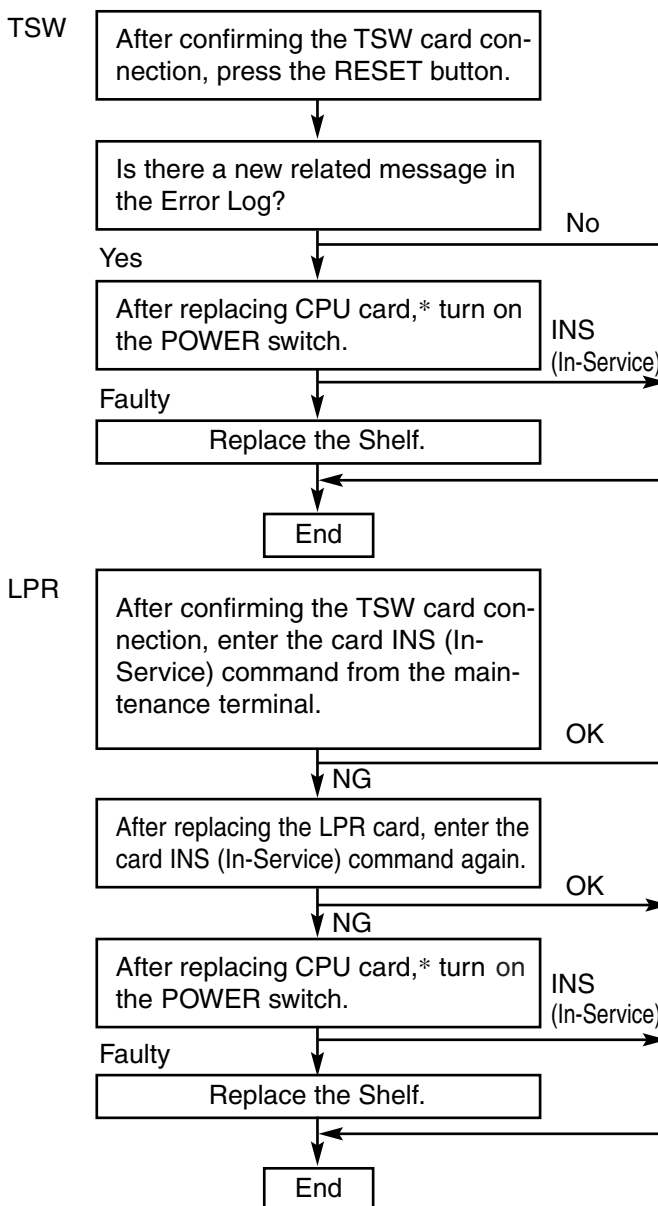 TSW
After confirming the TSW card con-
nection, press the RESET button.
Is there a new related message in
the Error Log?
No
Yes
After replacing CPU card,* turn on
the POWER switch.
INS
(In-Service)
Faulty
Replace the Shelf.
End
LPR
After confirming the TSW card con-
nection, enter the card INS (In-
Service) command from the main-
tenance terminal.
OK
NG
After replacing the LPR card, enter the
card INS (In-Service) command again.
OK
NG
After replacing CPU card,* turn on
the POWER switch.
INS
(In-Service)
Faulty
Replace the Shelf.
End